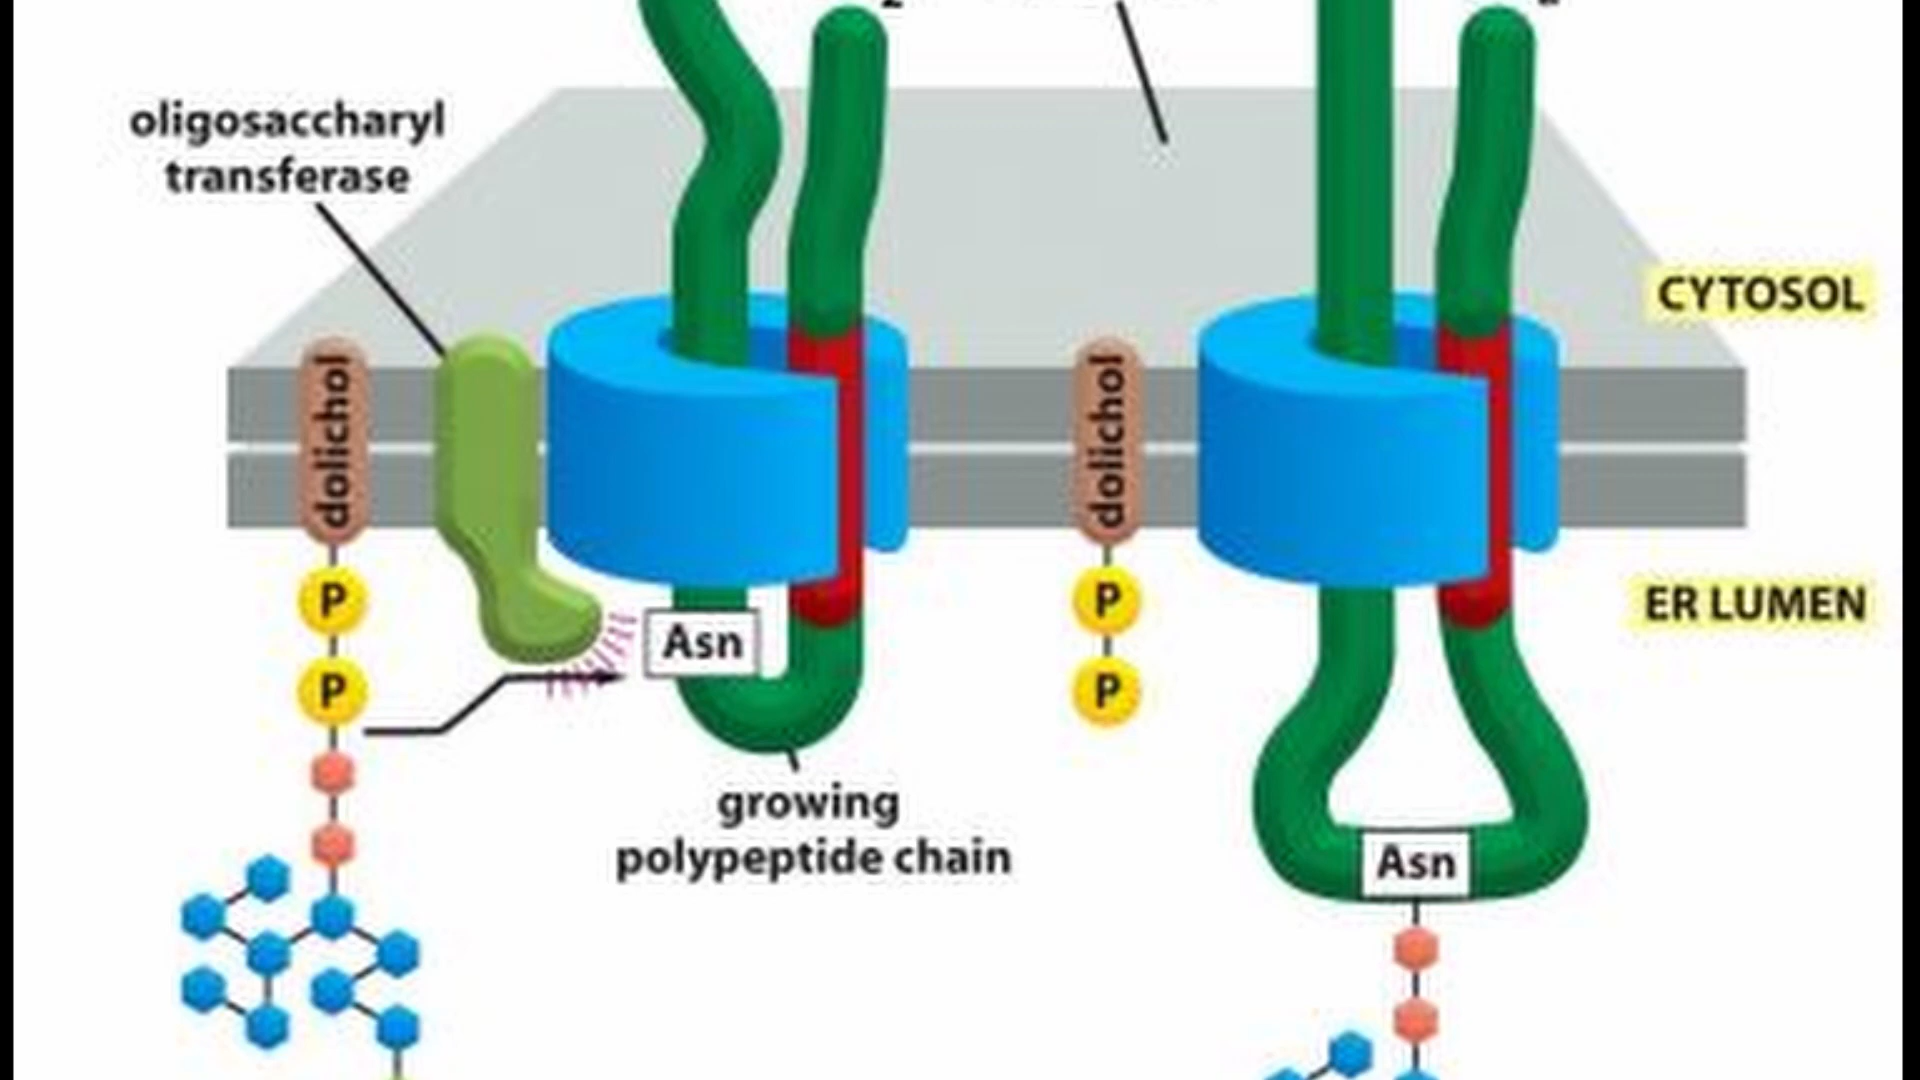 oligosaccharyl
transferase
CYTOSOL
dolichol
dolichol
P
P
ER LUMEN
Asn
P
P
growing
polypeptide chain
Asn